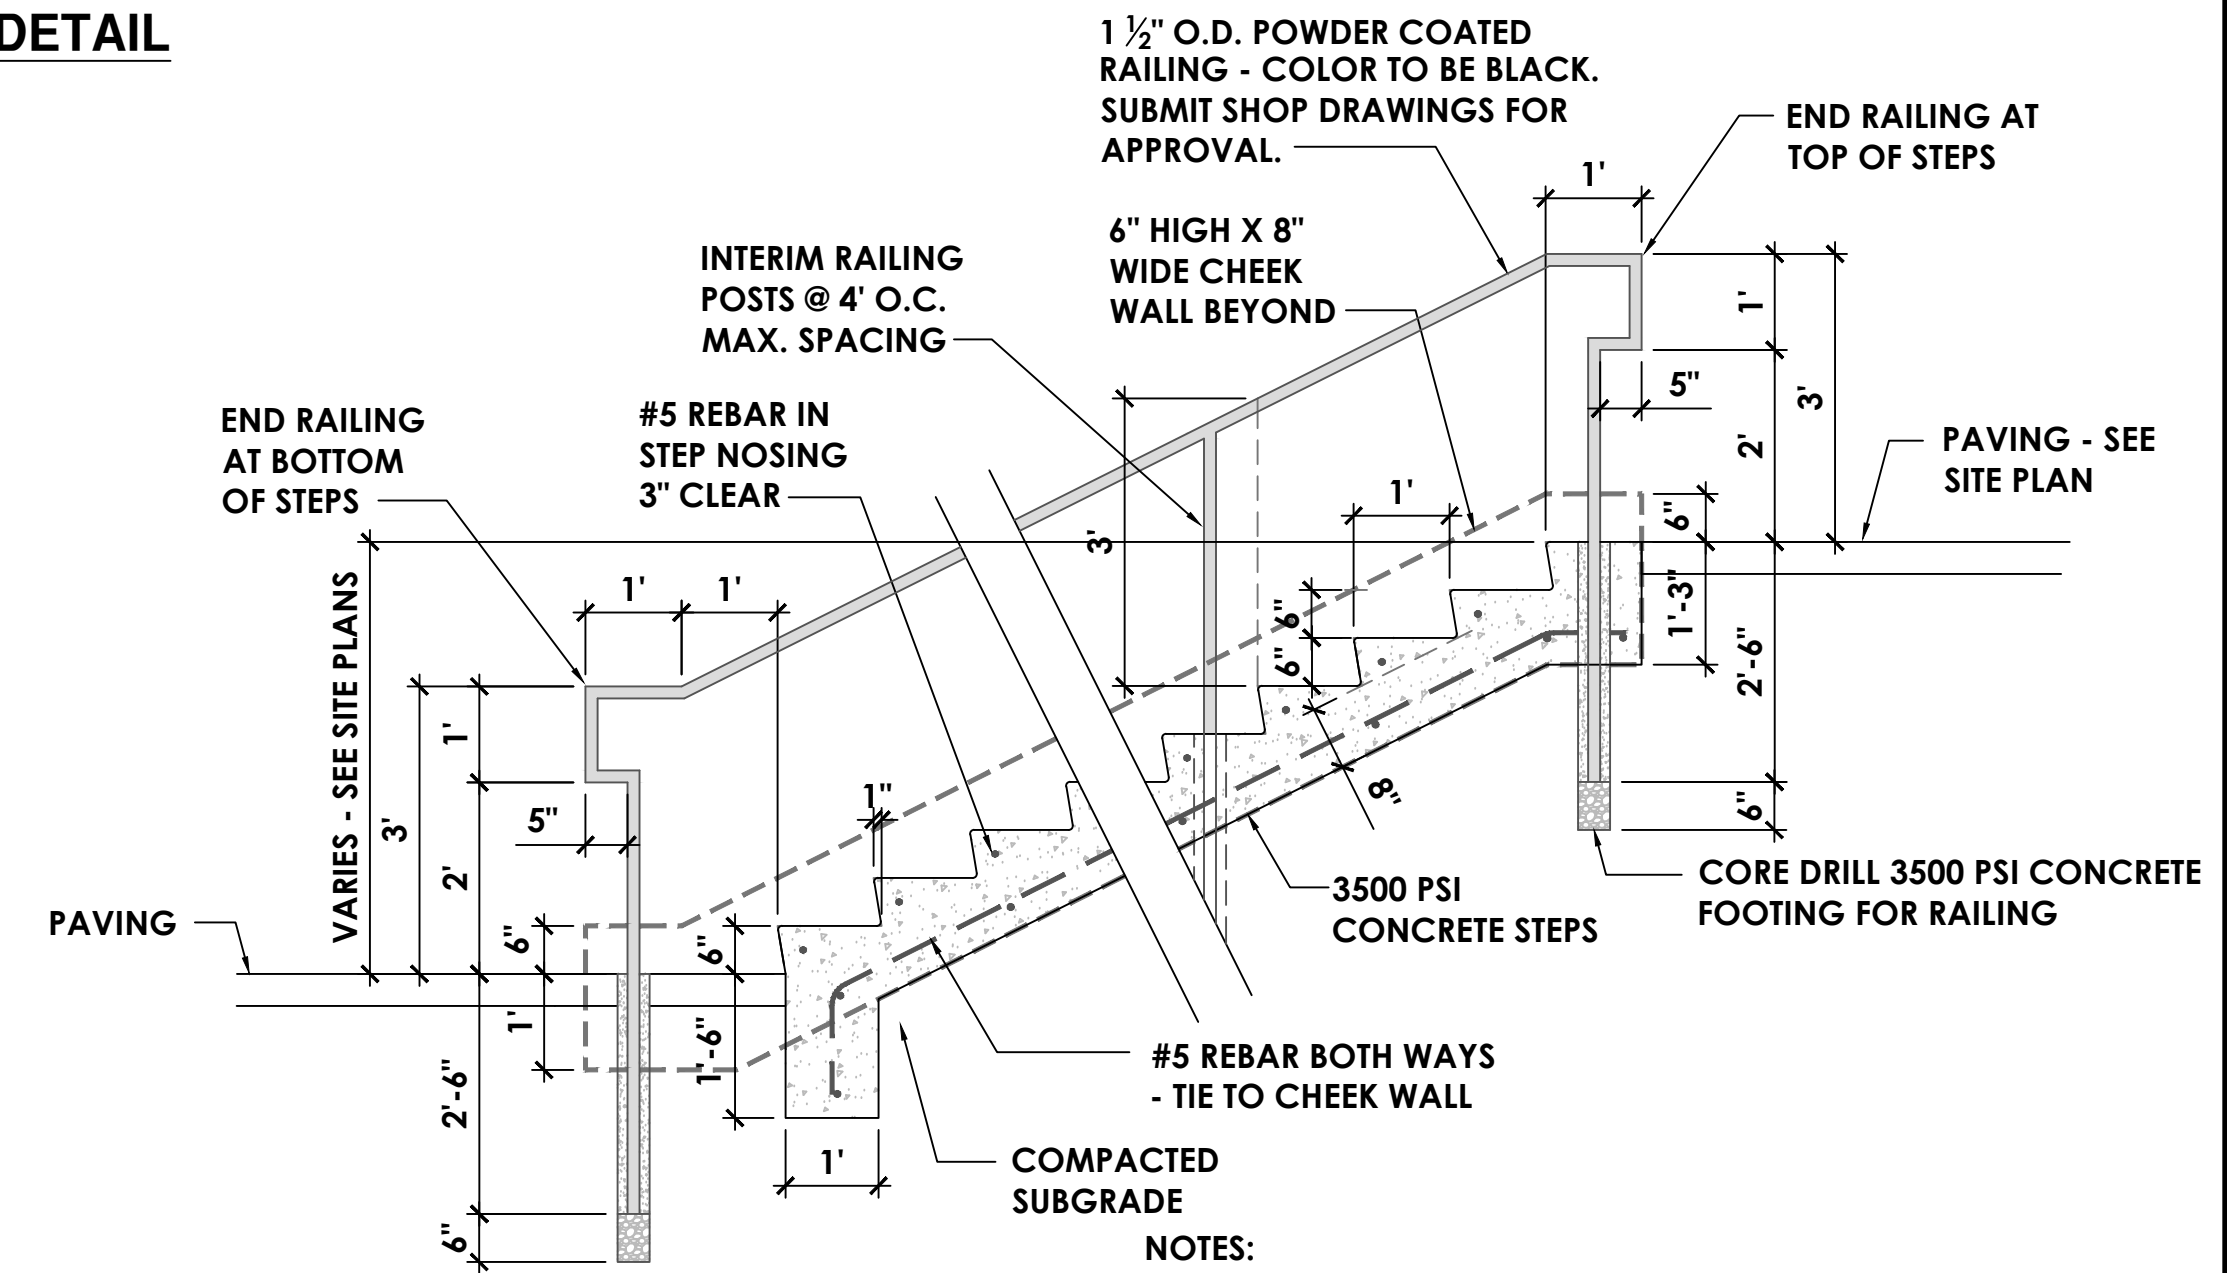 DETAIL
1 ½" O.D. POWDER COATED
RAILING - COLOR TO BE BLACK.
SUBMIT SHOP DRAWINGS FOR
APPROVAL.
END RAILING AT
TOP OF STEPS
1'
6" HIGH X 8"
WIDE CHEEK
WALL BEYOND
INTERIM RAILING
POSTS @ 4' O.C.
MAX. SPACING
1'
3'
2'
5"
#5 REBAR IN
STEP NOSING
3" CLEAR
END RAILING
AT BOTTOM
OF STEPS
PAVING - SEE
SITE PLAN
1'
6"
3'
1'
1'
6"
6"
1'-3"
2'-6"
6"
VARIES - SEE SITE PLANS
1'
3'
2'
5"
1"
8"
CORE DRILL 3500 PSI CONCRETE
FOOTING FOR RAILING
3500 PSI
CONCRETE STEPS
PAVING
6"
6"
1'
1'-6"
2'-6"
#5 REBAR BOTH WAYS
- TIE TO CHEEK WALL
1'
COMPACTED
SUBGRADE
6"
NOTES: